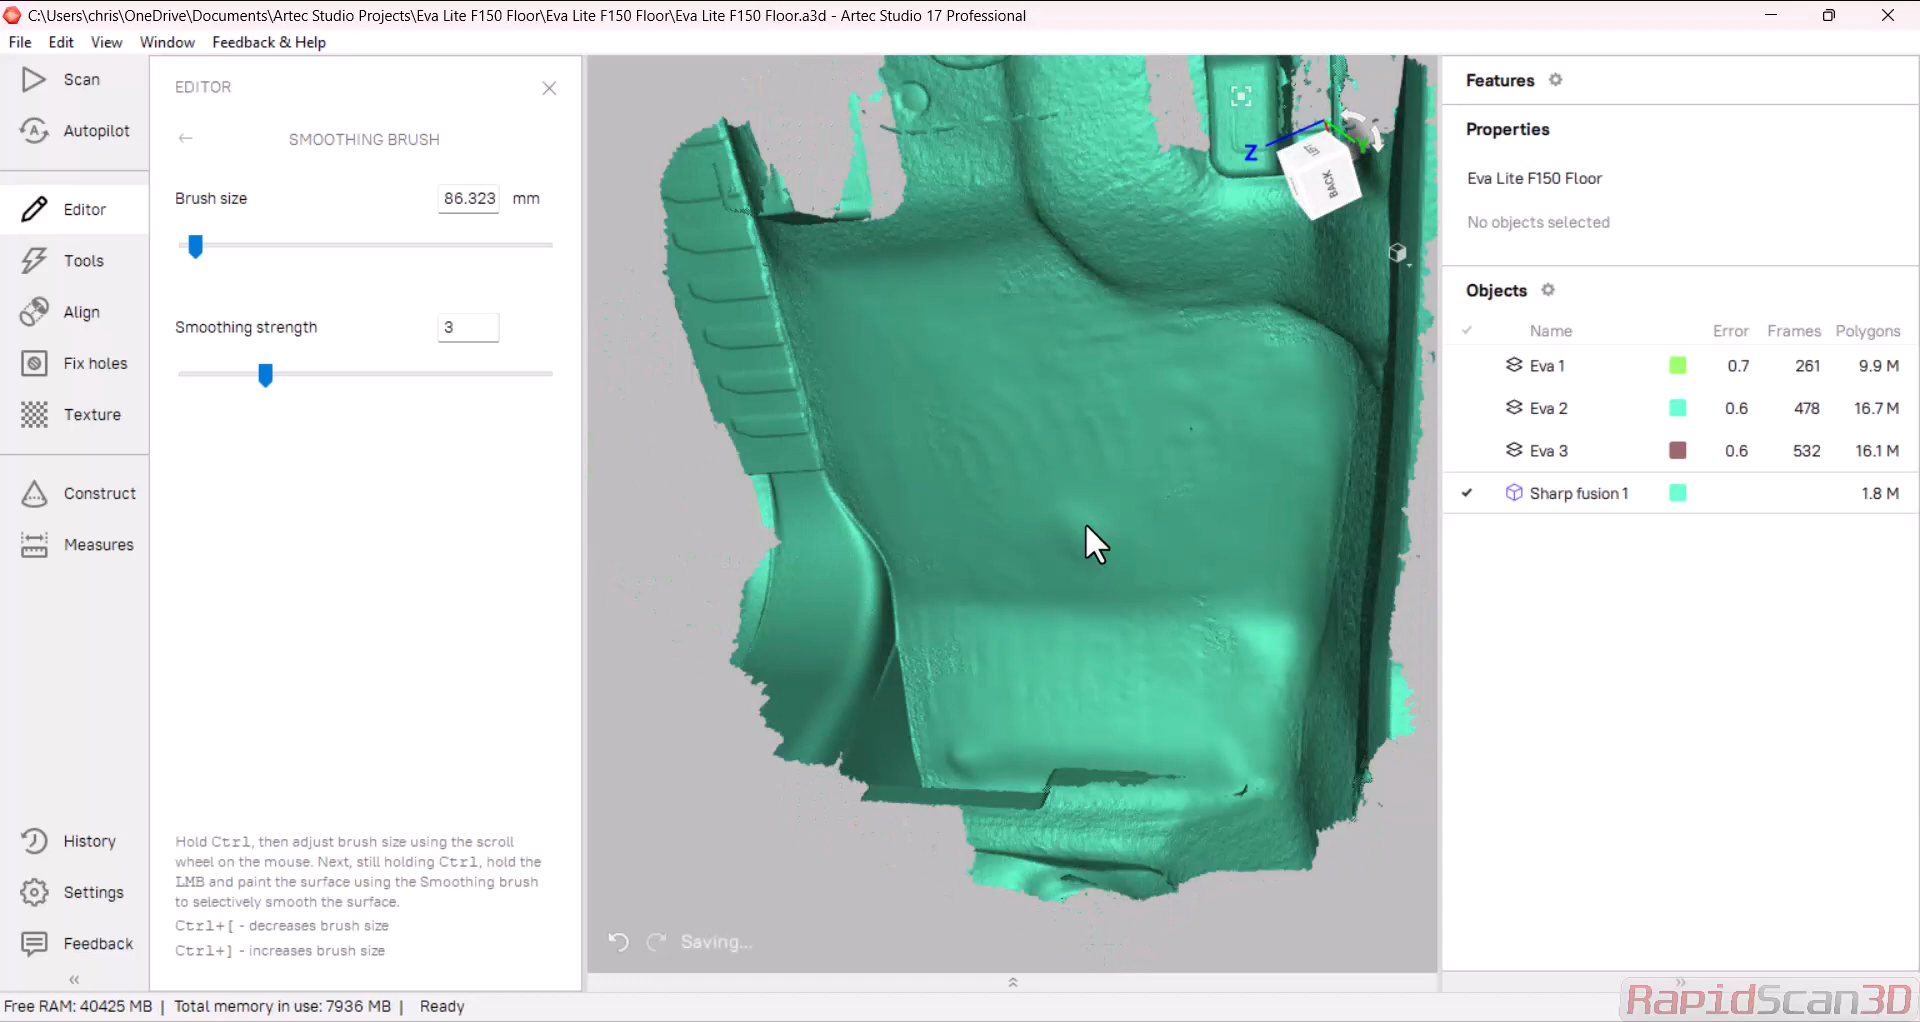 C:\Users\chris\OneDrive\Documents\Artec Studio Projects\Eva Lite F150 Floor\Eva Lite F150 Floor\Eva Lite F150 Floor.a3d - Artec Studio 17 Professional
File Edit View Window Feedback & Help
Scan
Autopilot
Editor
Tools
Align
Fix holes
Texture
Construct
Measures
History
Settings
Feedback
EDITOR
SMOOTHING BRUSH
Brush size 86.323 mm
Smoothing strength 3
Hold Ctrl, then adjust brush size using the scroll
wheel on the mouse. Next, still holding Ctrl, hold the
LMB and paint the surface using the Smoothing brush
to selectively smooth the surface.
Ctrl+[ - decreases brush size
Ctrl+] - increases brush size
Z
Y
LEFT
BACK
Saving...
Features
Properties
Eva Lite F150 Floor
No objects selected
Objects
Name Error Frames Polygons
Eva 1 0.7 261 9.9 M
Eva 2 0.6 478 16.7 M
Eva 3 0.6 532 16.1 M
Sharp fusion 1 1.8 M
Free RAM: 40425 MB | Total memory in use: 7936 MB | Ready
RapidScan3D